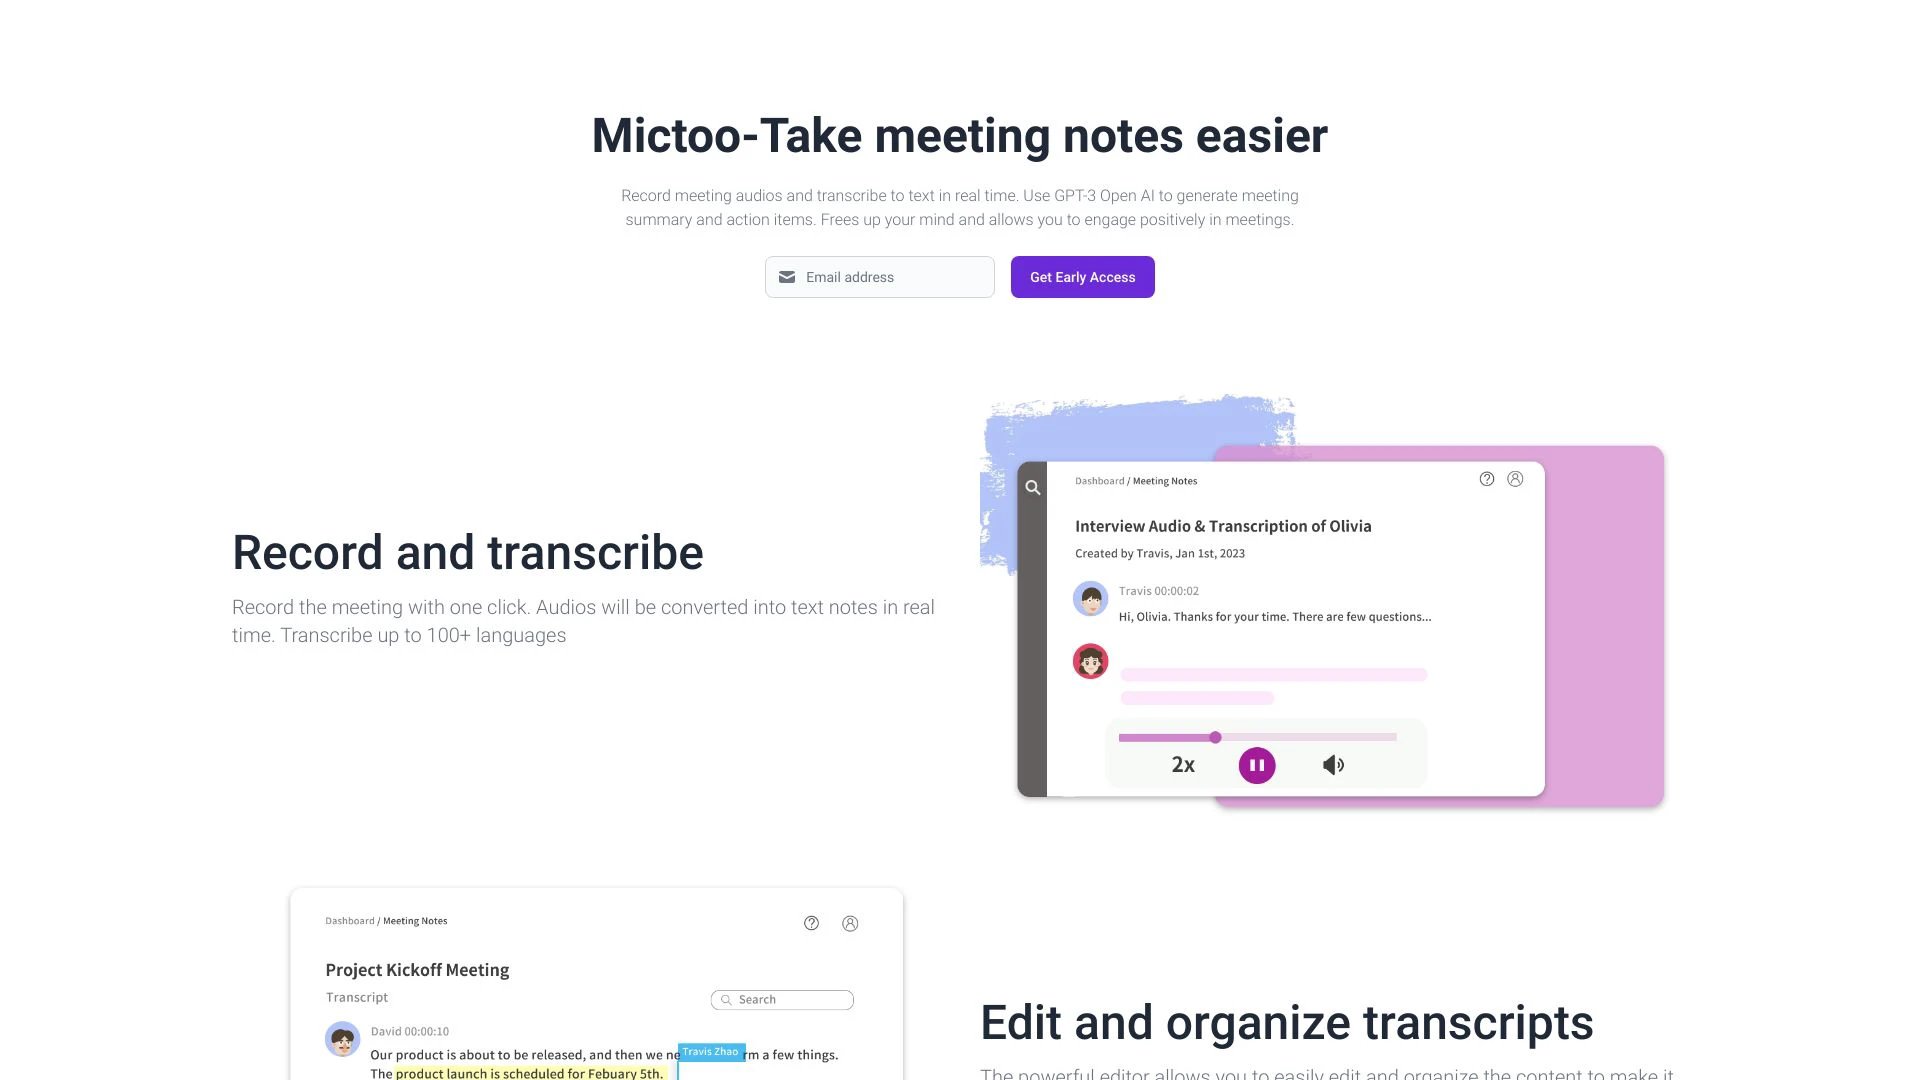 Mictoo-Take meeting notes easier
Record meeting audios and transcribe to text in real time. Use GPT-3 Open AI to generate meeting
summary and action items. Frees up your mind and allows you to engage positively in meetings.
Email address
Get Early Access
Record and transcribe
Record the meeting with one click. Audios will be converted into text notes in real
time. Transcribe up to 100+ languages
Dashboard / Meeting Notes
Interview Audio & Transcription of Olivia
Created by Travis, Jan 1st, 2023
Travis 00:00:02
Hi, Olivia. Thanks for your time. There are few questions...
2x
Dashboard / Meeting Notes
Project Kickoff Meeting
Transcript
Search
David 00:00:10
Our product is about to be released, and then we ne
Travis Zhao
rm a few things.
The product launch is scheduled for Febuary 5th.
Edit and organize transcripts
The powerful editor allows you to easily edit and organize the content to make it